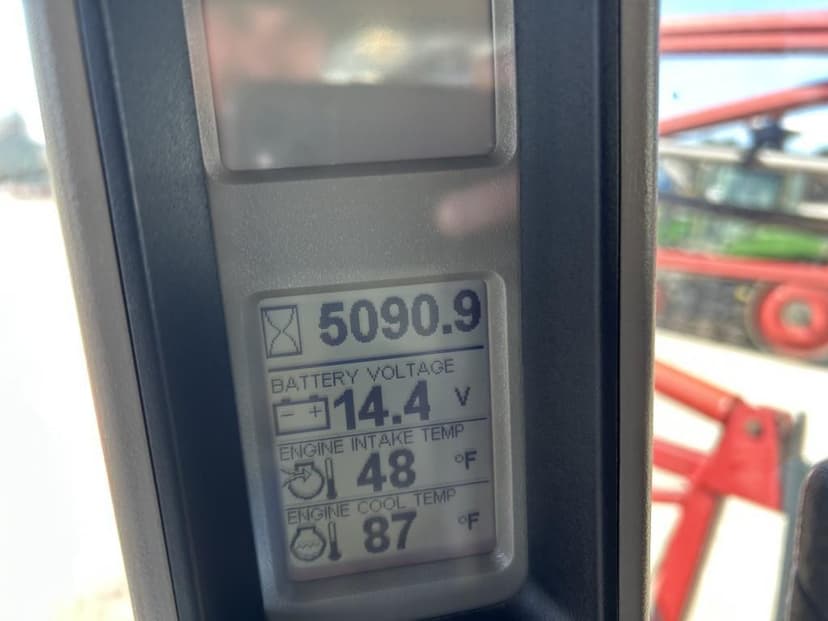 5090.9
BATTERY VOLTAGE
- + 14.4 V
ENGINE INTAKE TEMP
48 °F
ENGINE COOL TEMP
87 °F